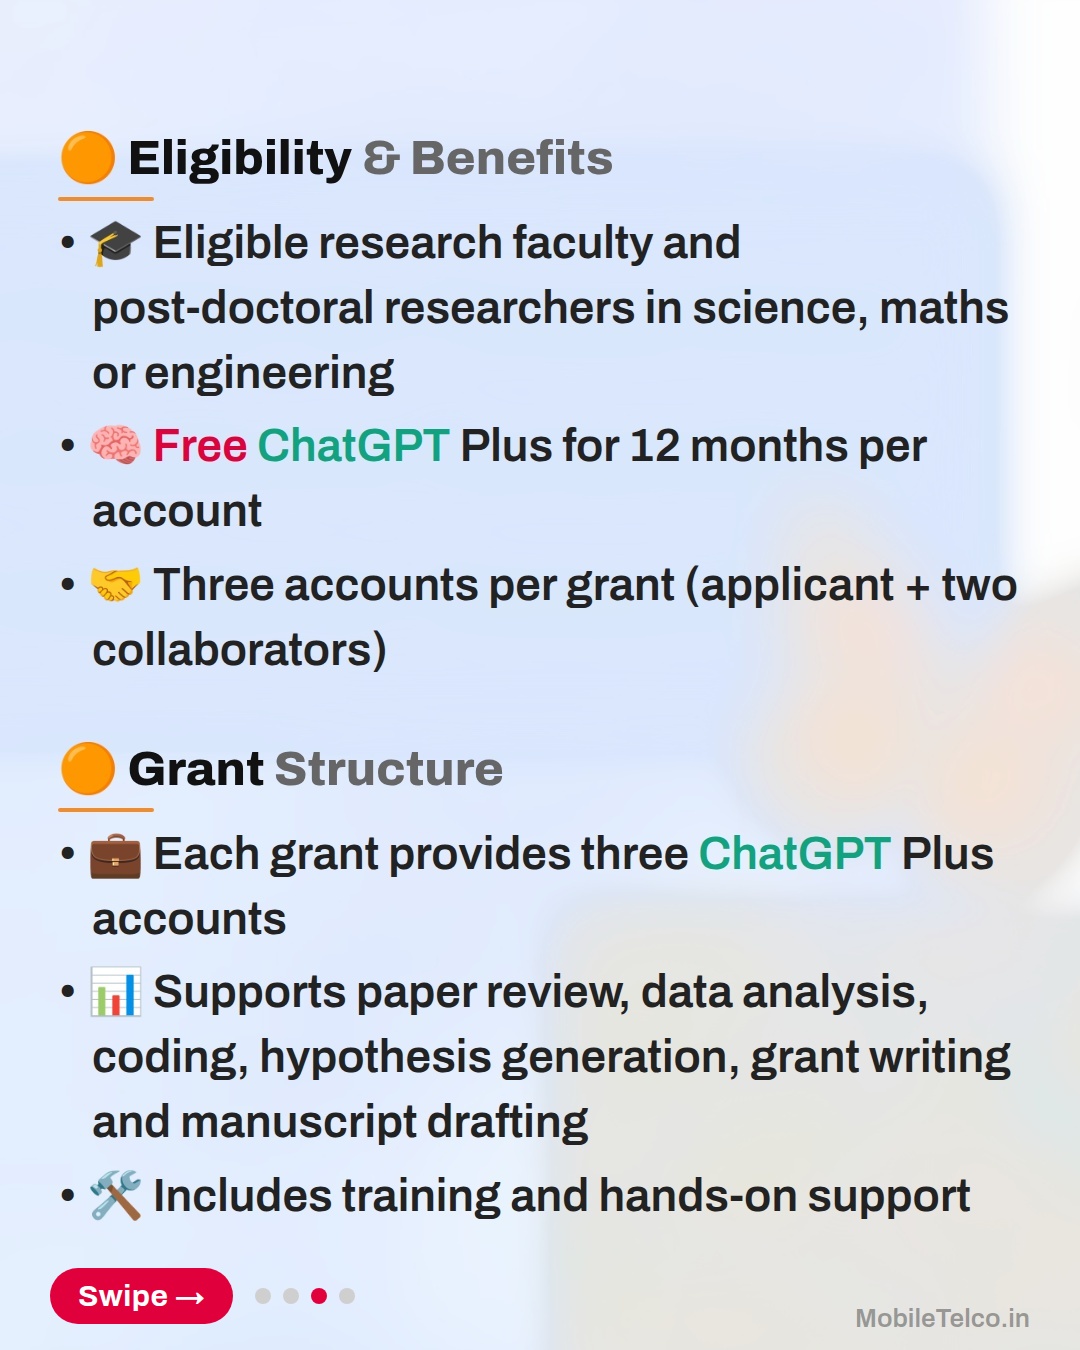 🟠 Eligibility & Benefits
• 🎓 Eligible research faculty and
post-doctoral researchers in science, maths
or engineering
• 🧠 Free ChatGPT Plus for 12 months per
account
• 🤝 Three accounts per grant (applicant + two
collaborators)
🟠 Grant Structure
• 💼 Each grant provides three ChatGPT Plus
accounts
• 📊 Supports paper review, data analysis,
coding, hypothesis generation, grant writing
and manuscript drafting
• 🛠️ Includes training and hands-on support
Swipe →
MobileTelco.in